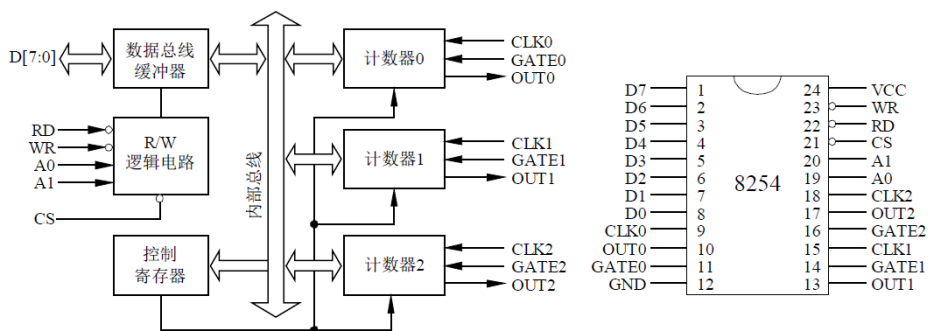 D[7:0]
数据总线
缓冲器
RD
WR
A0
A1
R/W
逻辑电路
CS
控制
寄存器
内部总线
计数器0
CLK0
GATE0
OUT0
计数器1
CLK1
GATE1
OUT1
计数器2
CLK2
GATE2
OUT2
D7 1 24 VCC
D6 2 23 WR
D5 3 22 RD
D4 4 21 CS
D3 5 20 A1
D2 6 19 A0
D1 7 18 CLK2
D0 8 17 OUT2
CLK0 9 16 GATE2
OUT0 10 15 CLK1
GATE0 11 14 GATE1
GND 12 13 OUT1
8254